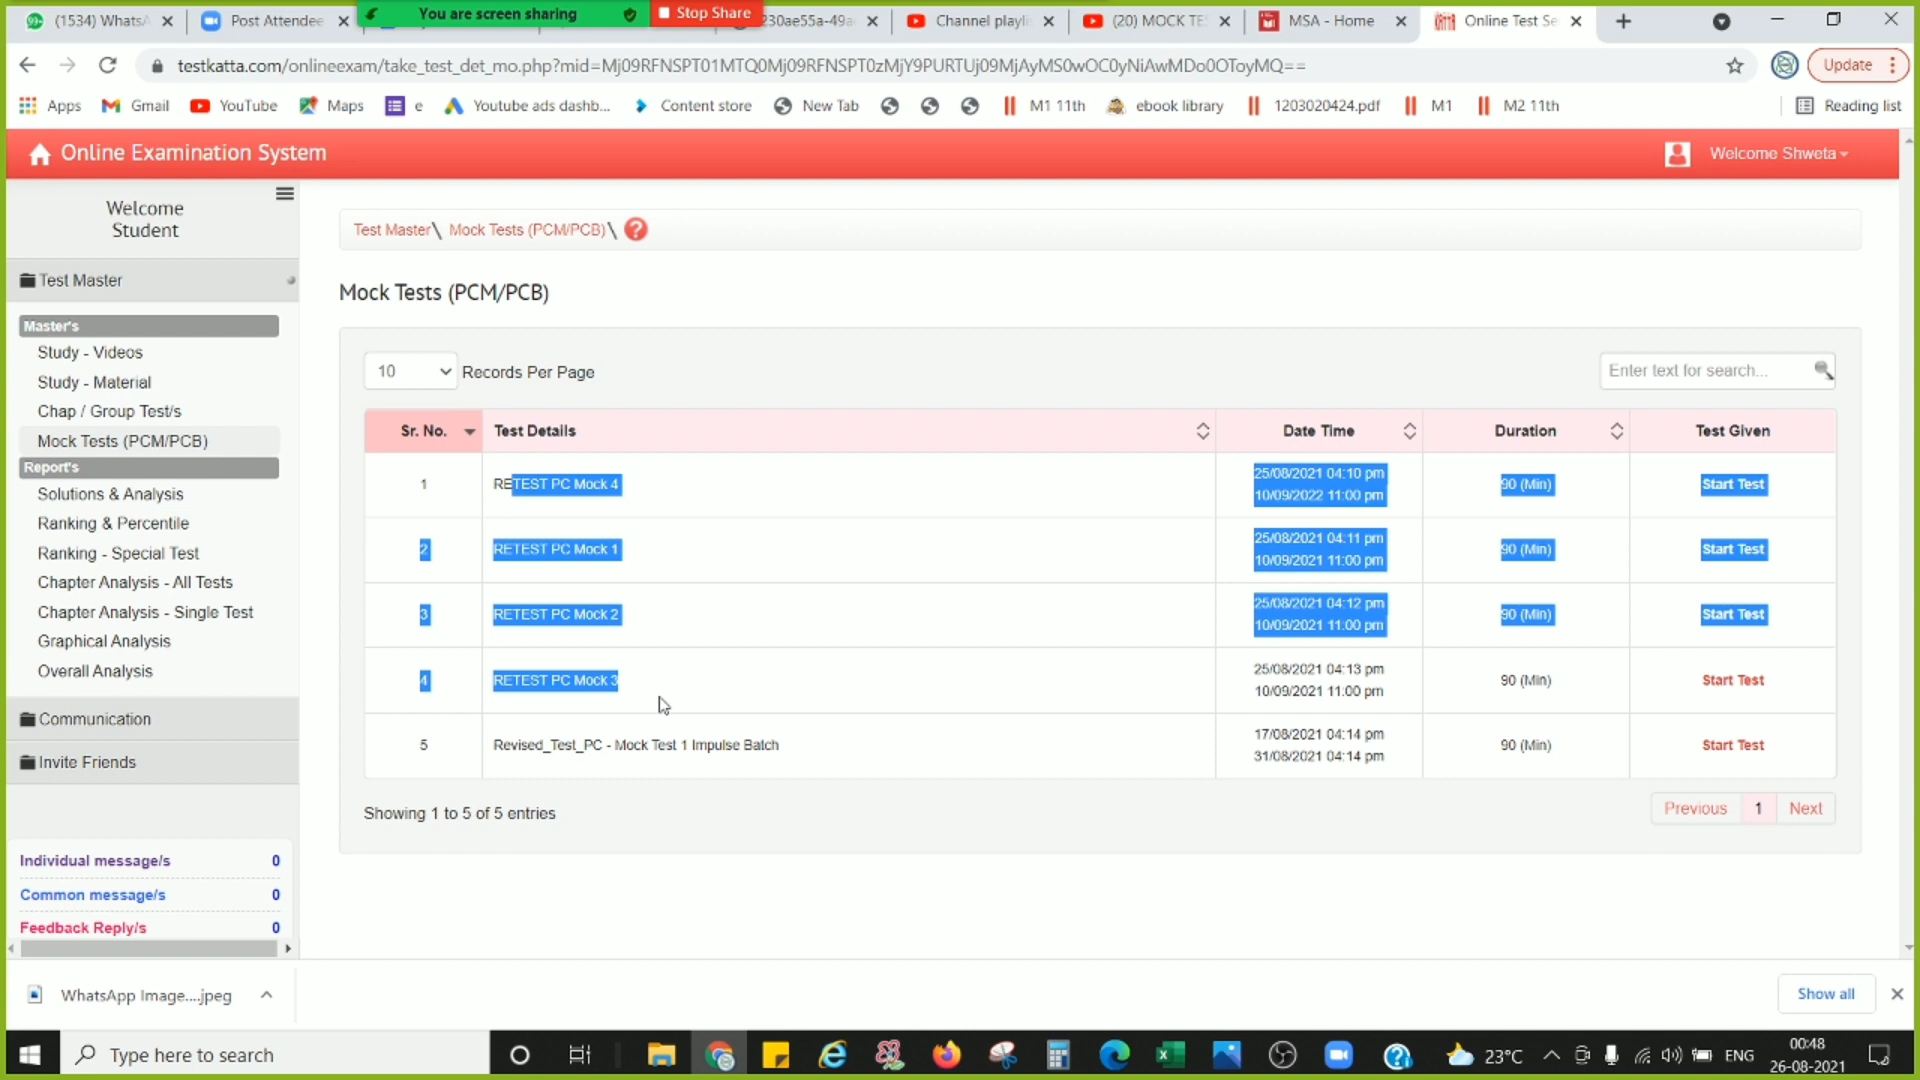 (1534) WhatsA
Post Attendee
You are screen sharing
Stop Share
230ae55a-49a
Channel playli
(20) MOCK TE
MSA - Home
Online Test Se
testkatta.com/onlineexam/take_test_det_mo.php?mid=Mj09RFNSPT01MTQ0Mj09RFNSPT0zMjY9PURTUj09MjAyMS0wOC0yNiAwMDo0OToyMQ==
Update
Apps
Gmail
YouTube
Maps
e
Youtube ads dashb...
Content store
New Tab
M1 11th
ebook library
1203020424.pdf
M1
M2 11th
Reading list
Online Examination System
Welcome Shweta
Welcome
Student
Test Master
Master's
Study - Videos
Study - Material
Chap / Group Test/s
Mock Tests (PCM/PCB)
Report's
Solutions & Analysis
Ranking & Percentile
Ranking - Special Test
Chapter Analysis - All Tests
Chapter Analysis - Single Test
Graphical Analysis
Overall Analysis
Communication
Invite Friends
Individual message/s 0
Common message/s 0
Feedback Reply/s 0
Test Master\ Mock Tests (PCM/PCB)\ ?
Mock Tests (PCM/PCB)
10 Records Per Page
Enter text for search...
Sr. No. Test Details Date Time Duration Test Given
1 RETEST PC Mock 4 25/08/2021 04:10 pm 90 (Min) Start Test
10/09/2022 11:00 pm
2 RETEST PC Mock 1 25/08/2021 04:11 pm 90 (Min) Start Test
10/09/2021 11:00 pm
3 RETEST PC Mock 2 25/08/2021 04:12 pm 90 (Min) Start Test
10/09/2021 11:00 pm
4 RETEST PC Mock 3 25/08/2021 04:13 pm 90 (Min) Start Test
10/09/2021 11:00 pm
5 Revised_Test_PC - Mock Test 1 Impulse Batch 17/08/2021 04:14 pm 90 (Min) Start Test
31/08/2021 04:14 pm
Showing 1 to 5 of 5 entries
Previous 1 Next
WhatsApp Image....jpeg
Show all
Type here to search
23°C
ENG
00:48
26-08-2021